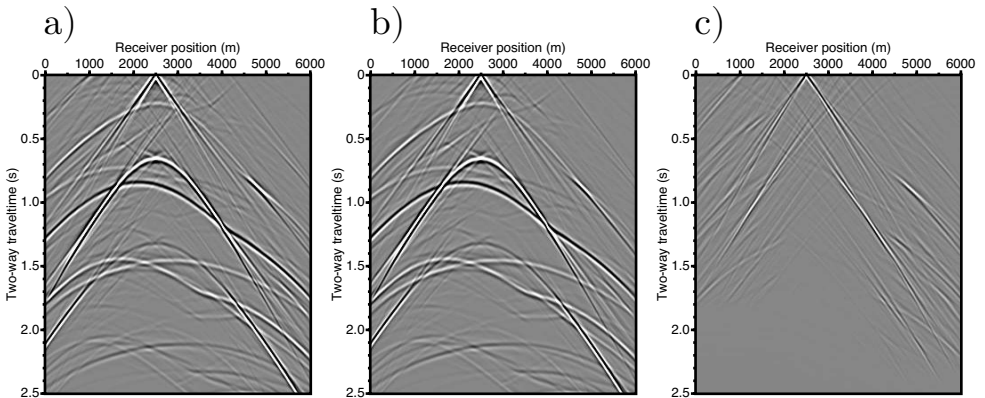 a) b) c)
Receiver position (m) Receiver position (m) Receiver position (m)
0 1000 2000 3000 4000 5000 6000 0 1000 2000 3000 4000 5000 6000 0 1000 2000 3000 4000 5000 6000
0 0 0
0.5 0.5 0.5
1.0 1.0 1.0
1.5 1.5 1.5
2.0 2.0 2.0
2.5 2.5 2.5
Two-way traveltime (s) Two-way traveltime (s) Two-way traveltime (s)